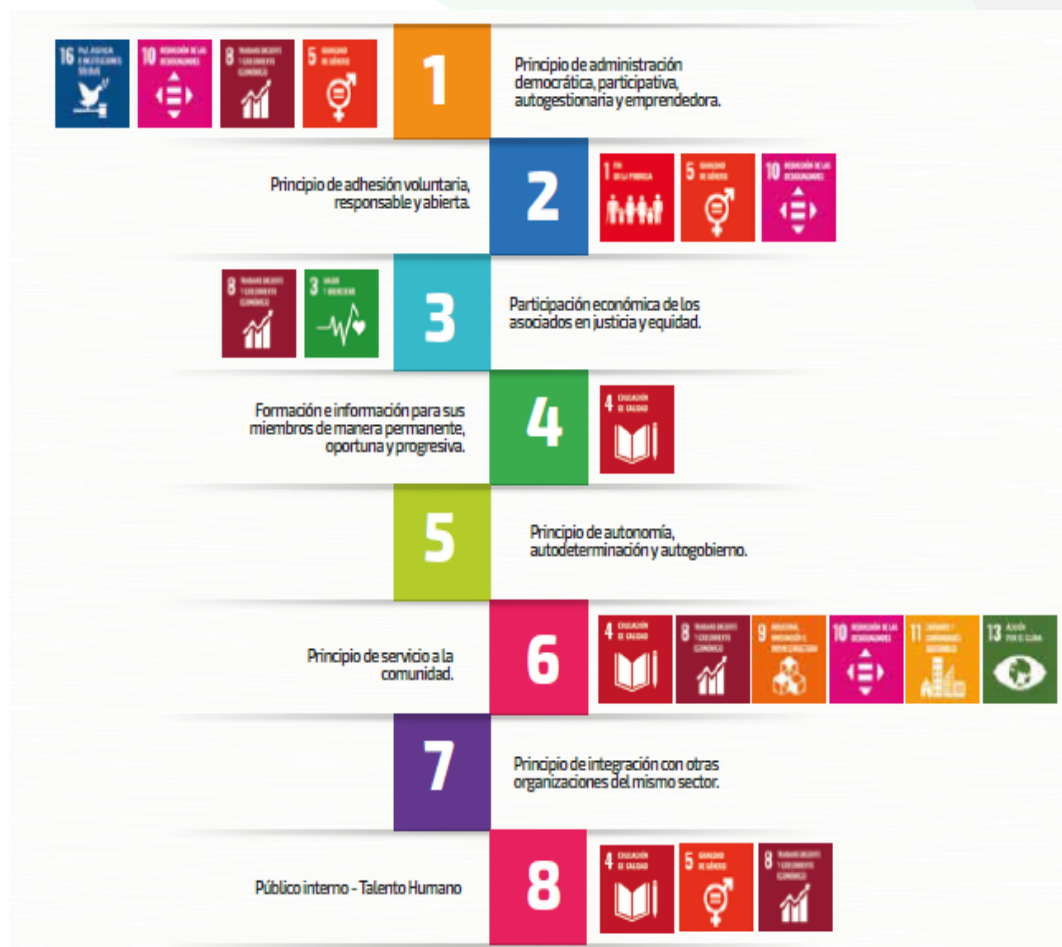 16 PAZ, JUSTICIA
E INSTITUCIONES
SÓLIDAS
10 REDUCCIÓN DE LAS
DESIGUALDADES
8 TRABAJO DECENTE
Y CRECIMIENTO
ECONÓMICO
5 IGUALDAD
DE GÉNERO
1
Principio de administración
democrática, participativa,
autogestionaria y emprendedora.
Principio de adhesión voluntaria,
responsable y abierta.
2
1 FIN
DE LA POBREZA
5 IGUALDAD
DE GÉNERO
10 REDUCCIÓN DE LAS
DESIGUALDADES
8 TRABAJO DECENTE
Y CRECIMIENTO
ECONÓMICO
3 SALUD
Y BIENESTAR
3
Participación económica de los
asociados en justicia y equidad.
Formación e información para sus
miembros de manera permanente,
oportuna y progresiva.
4
4 EDUCACIÓN
DE CALIDAD
5
Principio de autonomía,
autodeterminación y autogobierno.
Principio de servicio a la
comunidad.
6
4 EDUCACIÓN
DE CALIDAD
8 TRABAJO DECENTE
Y CRECIMIENTO
ECONÓMICO
9 INDUSTRIA,
INNOVACIÓN E
INFRAESTRUCTURA
10 REDUCCIÓN DE LAS
DESIGUALDADES
11 CIUDADES Y
COMUNIDADES
SOSTENIBLES
13 ACCIÓN
POR EL CLIMA
7
Principio de integración con otras
organizaciones del mismo sector.
Público interno - Talento Humano
8
4 EDUCACIÓN
DE CALIDAD
5 IGUALDAD
DE GÉNERO
8 TRABAJO DECENTE
Y CRECIMIENTO
ECONÓMICO